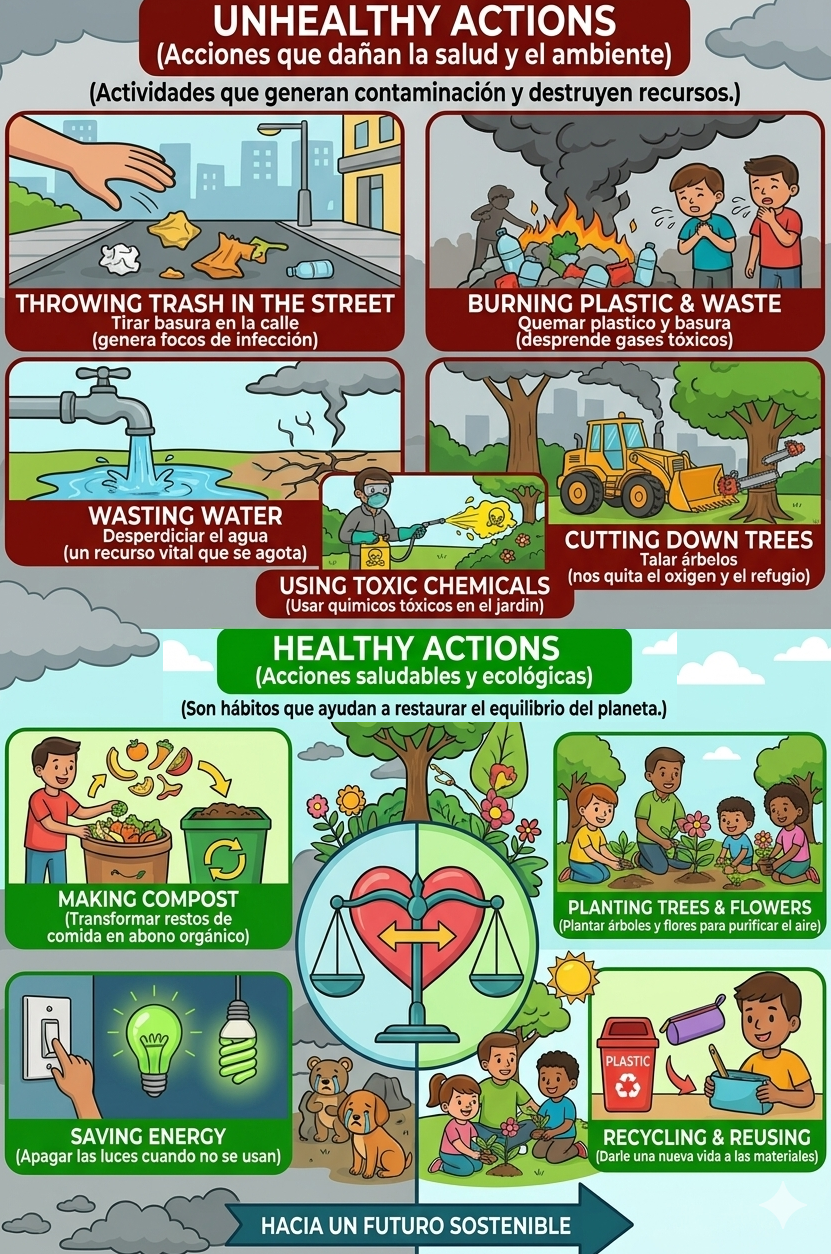 UNHEALTHY ACTIONS
(Acciones que dañan la salud y el ambiente)
(Actividades que generan contaminación y destruyen recursos.)
THROWING TRASH IN THE STREET
Tirar basura en la calle
(genera focos de infección)
BURNING PLASTIC & WASTE
Quemar plastico y basura
(desprende gases tóxicos)
WASTING WATER
Desperdiciar el agua
(un recurso vital que se agota)
CUTTING DOWN TREES
Talar árbelos
(nos quita el oxigen y el refugio)
USING TOXIC CHEMICALS
(Usar quimicos tóxicos en el jardin)
HEALTHY ACTIONS
(Acciones saludables y ecológicas)
(Son hábitos que ayudan a restaurar el equilibrio del planeta.)
MAKING COMPOST
(Transformar restos de
comida en abono orgánico)
PLANTING TREES & FLOWERS
(Plantar árboles y flores para purificar el aire)
SAVING ENERGY
(Apagar las luces cuando no se usan)
PLASTIC
RECYCLING & REUSING
(Darle una nueva vida a las materiales)
HACIA UN FUTURO SOSTENIBLE